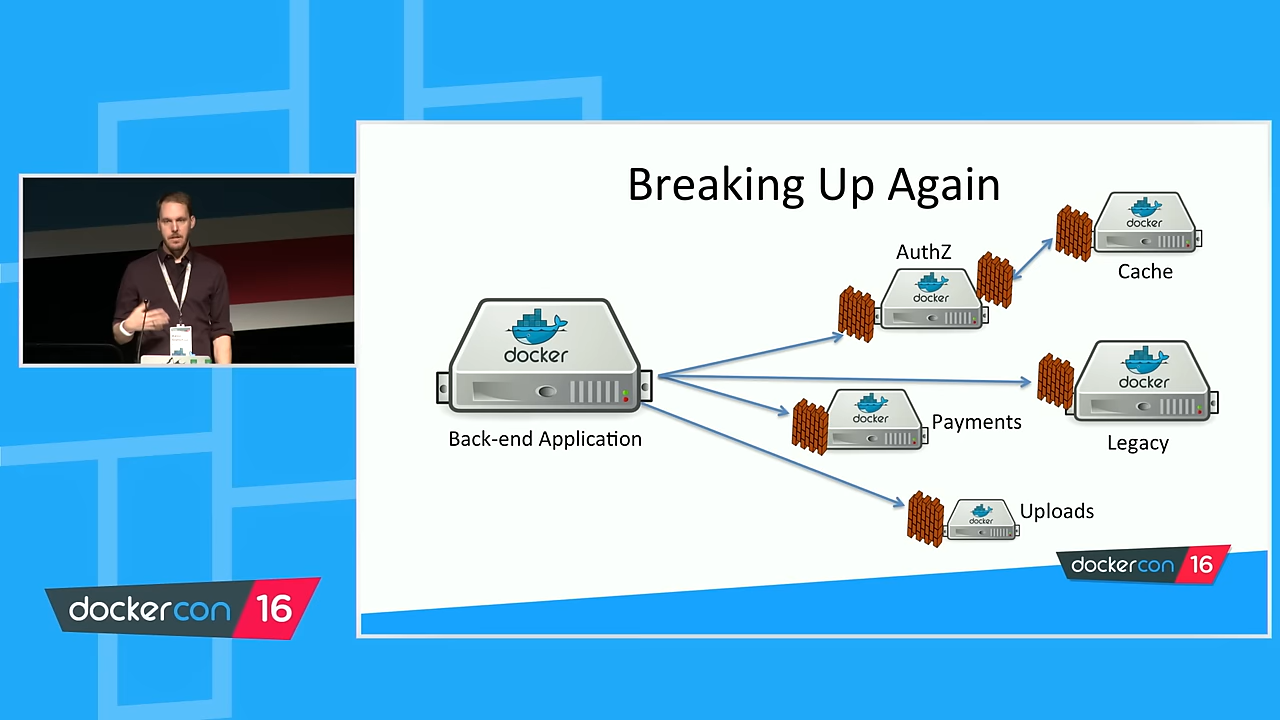 Breaking Up Again
docker
Cache
AuthZ
docker
docker
Back-end Application
docker
Legacy
docker
Payments
docker
Uploads
dockercon 16
dockercon 16